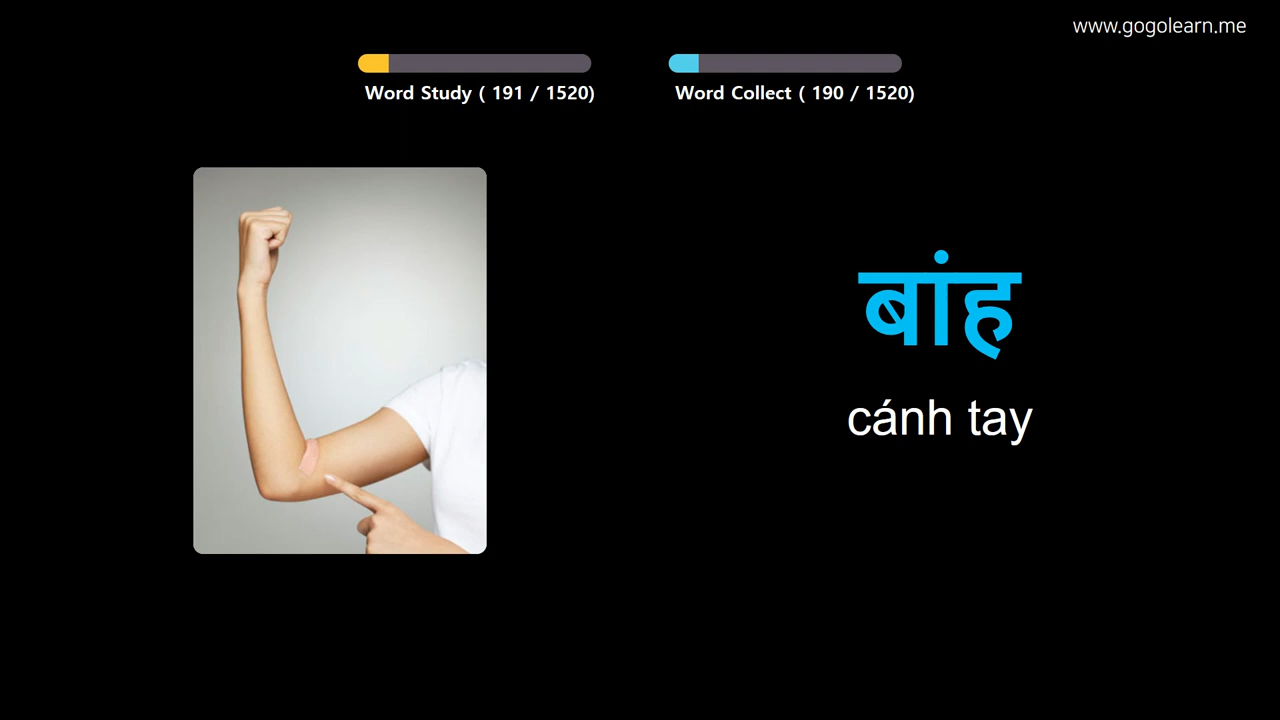 www.gogolearn.me
Word Study ( 191 / 1520)
Word Collect ( 190 / 1520)
बांह
cánh tay